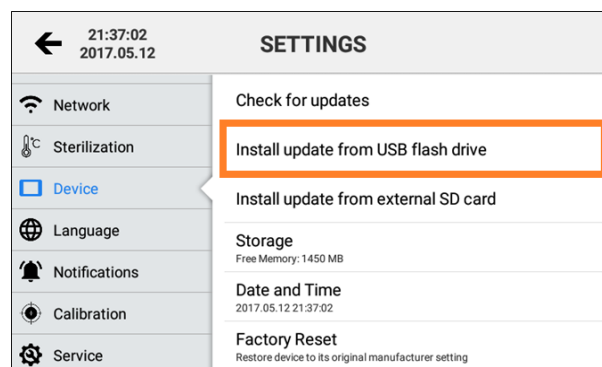 21:37:02
2017.05.12
SETTINGS
Network
Sterilization
Device
Language
Notifications
Calibration
Service
Check for updates
Install update from USB flash drive
Install update from external SD card
Storage
Free Memory: 1450 MB
Date and Time
2017.05.12 21:37:02
Factory Reset
Restore device to its original manufacturer setting